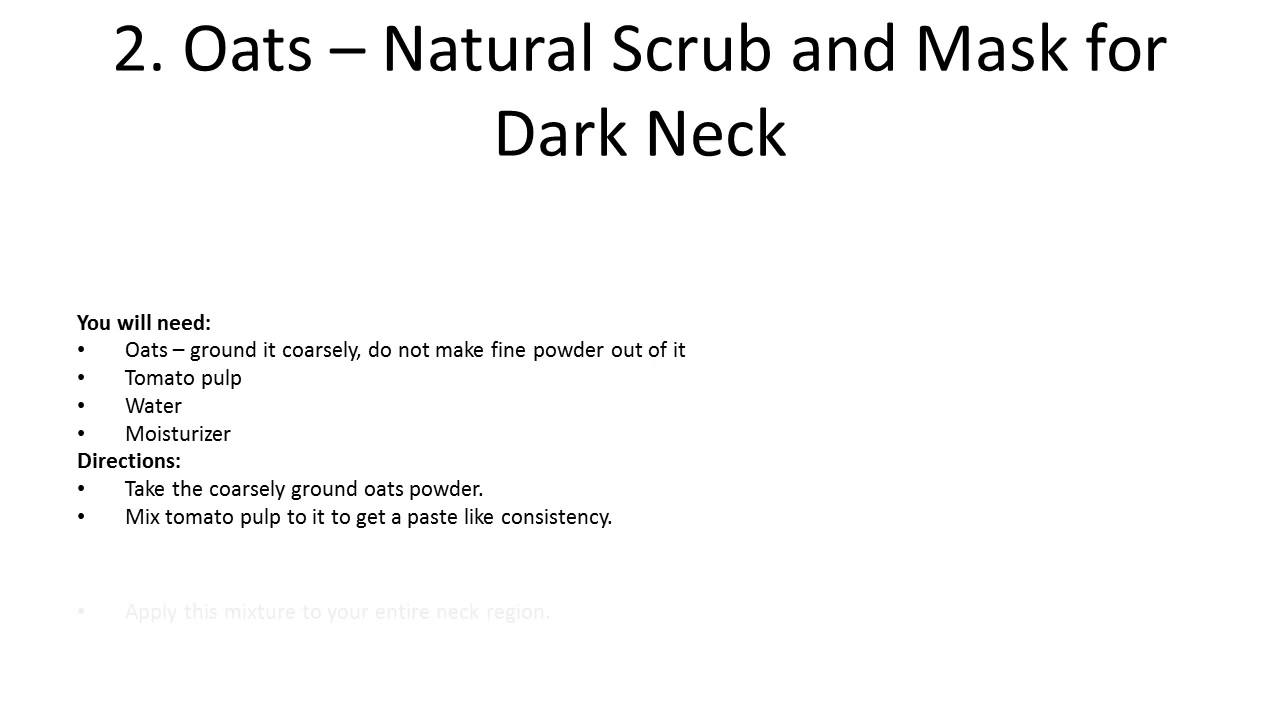 2. Oats – Natural Scrub and Mask for
Dark Neck
You will need:
• Oats – ground it coarsely, do not make fine powder out of it
• Tomato pulp
• Water
• Moisturizer
Directions:
• Take the coarsely ground oats powder.
• Mix tomato pulp to it to get a paste like consistency.
• Apply this mixture to your entire neck region.